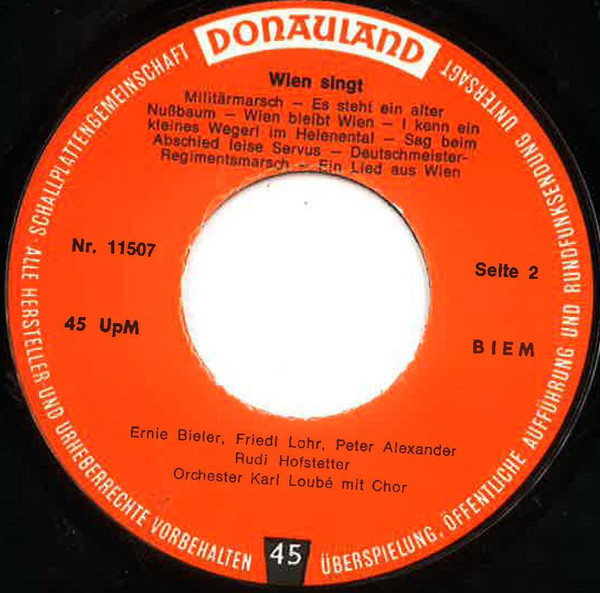 DONAULAND
Wien singt
Militärmarsch – Es steht ein alter
Nußbaum – Wien bleibt Wien – I kenn ein
kleines Wegerl im Helenental – Sag beim
Abschied leise Servus – Deutschmeister-
Regimentsmarsch – Ein Lied aus Wien
Nr. 11507
Seite 2
45 UpM
BIEM
Ernie Bieler, Friedl Lohr, Peter Alexander
Rudi Hofstetter
Orchester Karl Loubé mit Chor
SCHALLPLATTENGEMEINSCHAFT · ALLE HERSTELLER- UND URHEBERRECHTE VORBEHALTEN
45
ÜBERSPIELUNG, ÖFFENTLICHE AUFFÜHRUNG UND RUNDFUNKSENDUNG UNTERSAGT